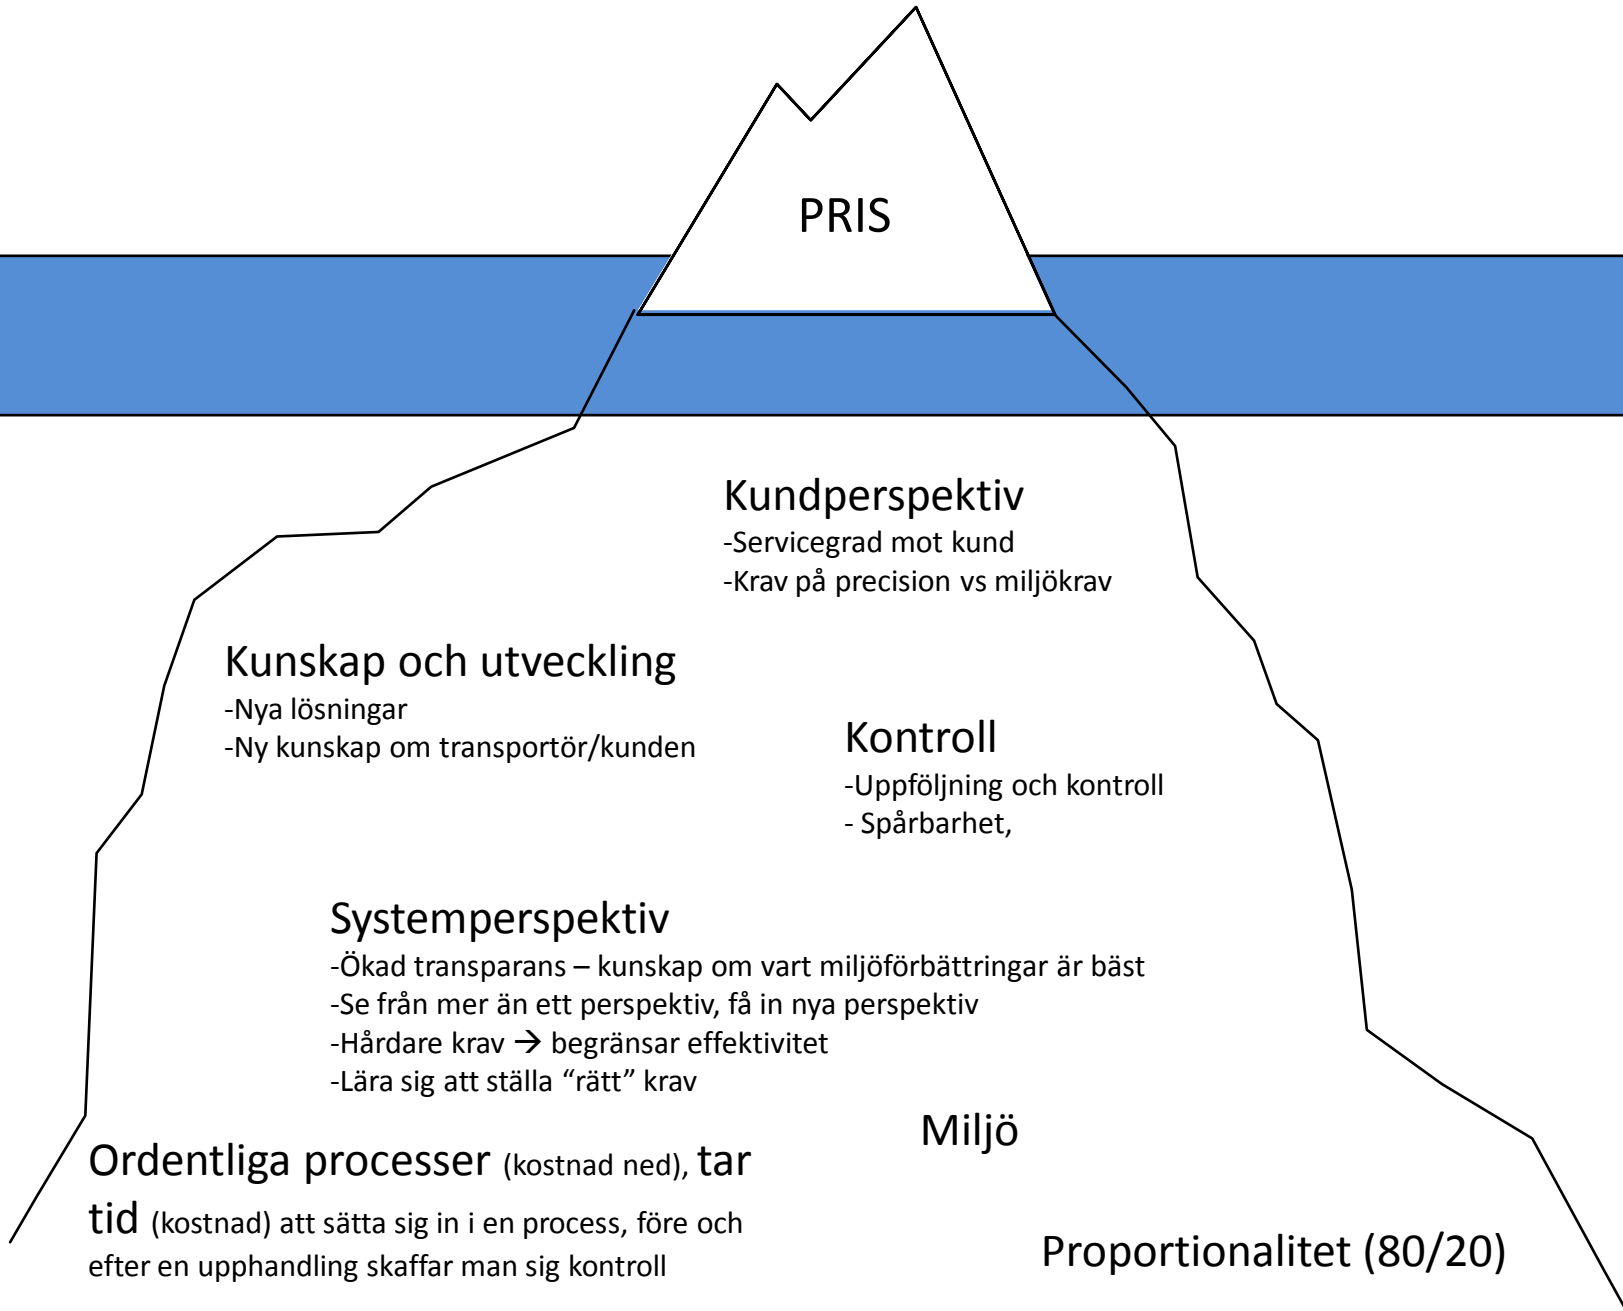 PRIS
Kundperspektiv
-Servicegrad mot kund
-Krav på precision vs miljökrav
Kunskap och utveckling
-Nya lösningar
-Ny kunskap om transportör/kunden
Kontroll
-Uppföljning och kontroll
- Spårbarhet,
Systemperspektiv
-Ökad transparans – kunskap om vart miljöförbättringar är bäst
-Se från mer än ett perspektiv, få in nya perspektiv
-Hårdare krav → begränsar effektivitet
-Lära sig att ställa “rätt” krav
Miljö
Ordentliga processer (kostnad ned), tar
tid (kostnad) att sätta sig in i en process, före och
efter en upphandling skaffar man sig kontroll
Proportionalitet (80/20)